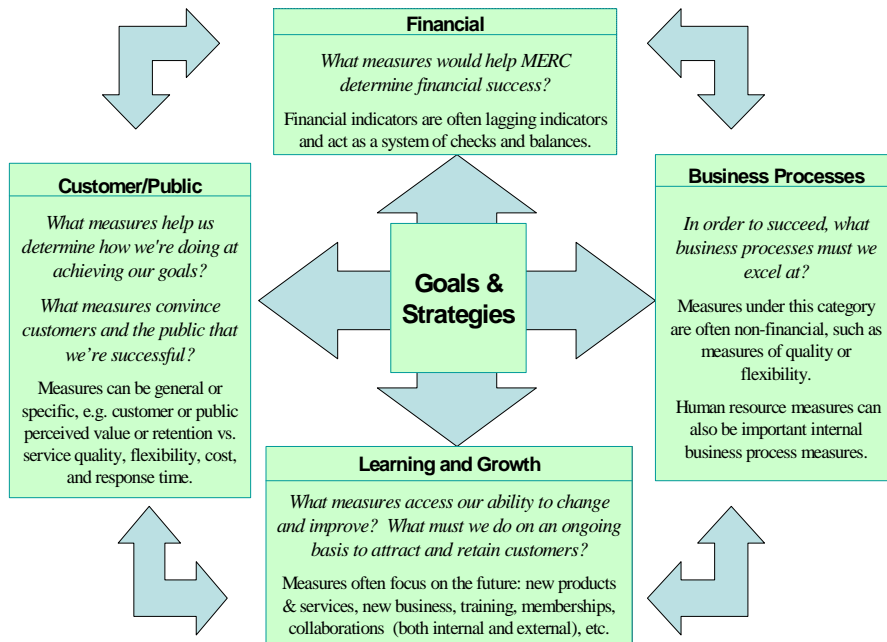 Financial
What measures would help MERC
determine financial success?
Financial indicators are often lagging indicators
and act as a system of checks and balances.
Customer/Public
What measures help us
determine how we're doing at
achieving our goals?
What measures convince
customers and the public that
we're successful?
Measures can be general or
specific, e.g. customer or public
perceived value or retention vs.
service quality, flexibility, cost,
and response time.
Goals &
Strategies
Business Processes
In order to succeed, what
business processes must we
excel at?
Measures under this category
are often non-financial, such as
measures of quality or
flexibility.
Human resource measures can
also be important internal
business process measures.
Learning and Growth
What measures access our ability to change
and improve?  What must we do on an ongoing
basis to attract and retain customers?
Measures often focus on the future: new products
& services, new business, training, memberships,
collaborations  (both internal and external), etc.